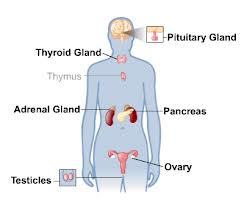 Pituitary Gland
Thyroid Gland
Thymus
Adrenal Gland
Pancreas
Ovary
Testicles